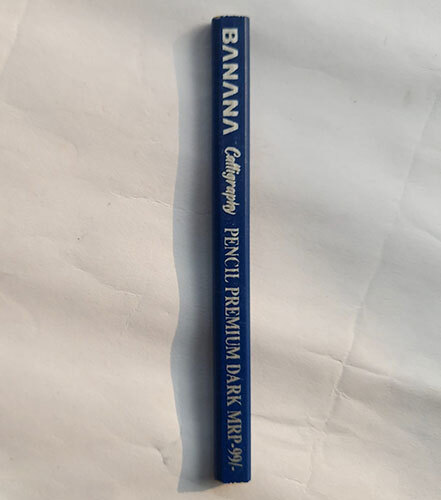 BANANA Calligraphy PENCIL PREMIUM DARK MRP-99/-